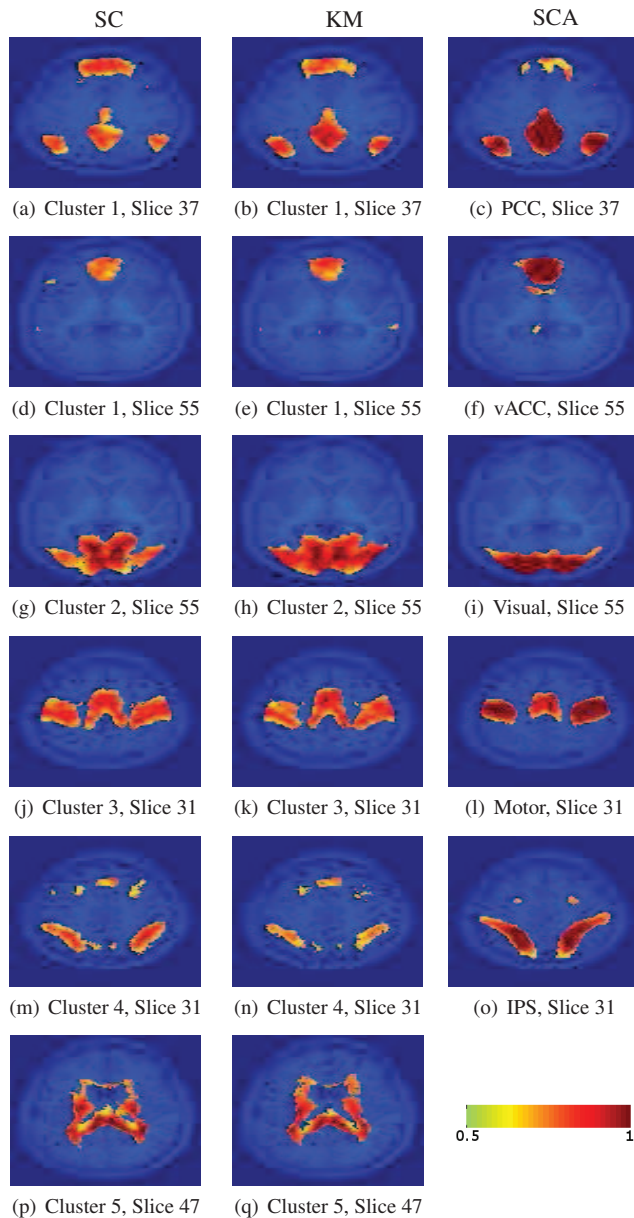 SC KM SCA
(a) Cluster 1, Slice 37 (b) Cluster 1, Slice 37 (c) PCC, Slice 37
(d) Cluster 1, Slice 55 (e) Cluster 1, Slice 55 (f) vACC, Slice 55
(g) Cluster 2, Slice 55 (h) Cluster 2, Slice 55 (i) Visual, Slice 55
(j) Cluster 3, Slice 31 (k) Cluster 3, Slice 31 (l) Motor, Slice 31
(m) Cluster 4, Slice 31 (n) Cluster 4, Slice 31 (o) IPS, Slice 31
0.5 1
(p) Cluster 5, Slice 47 (q) Cluster 5, Slice 47